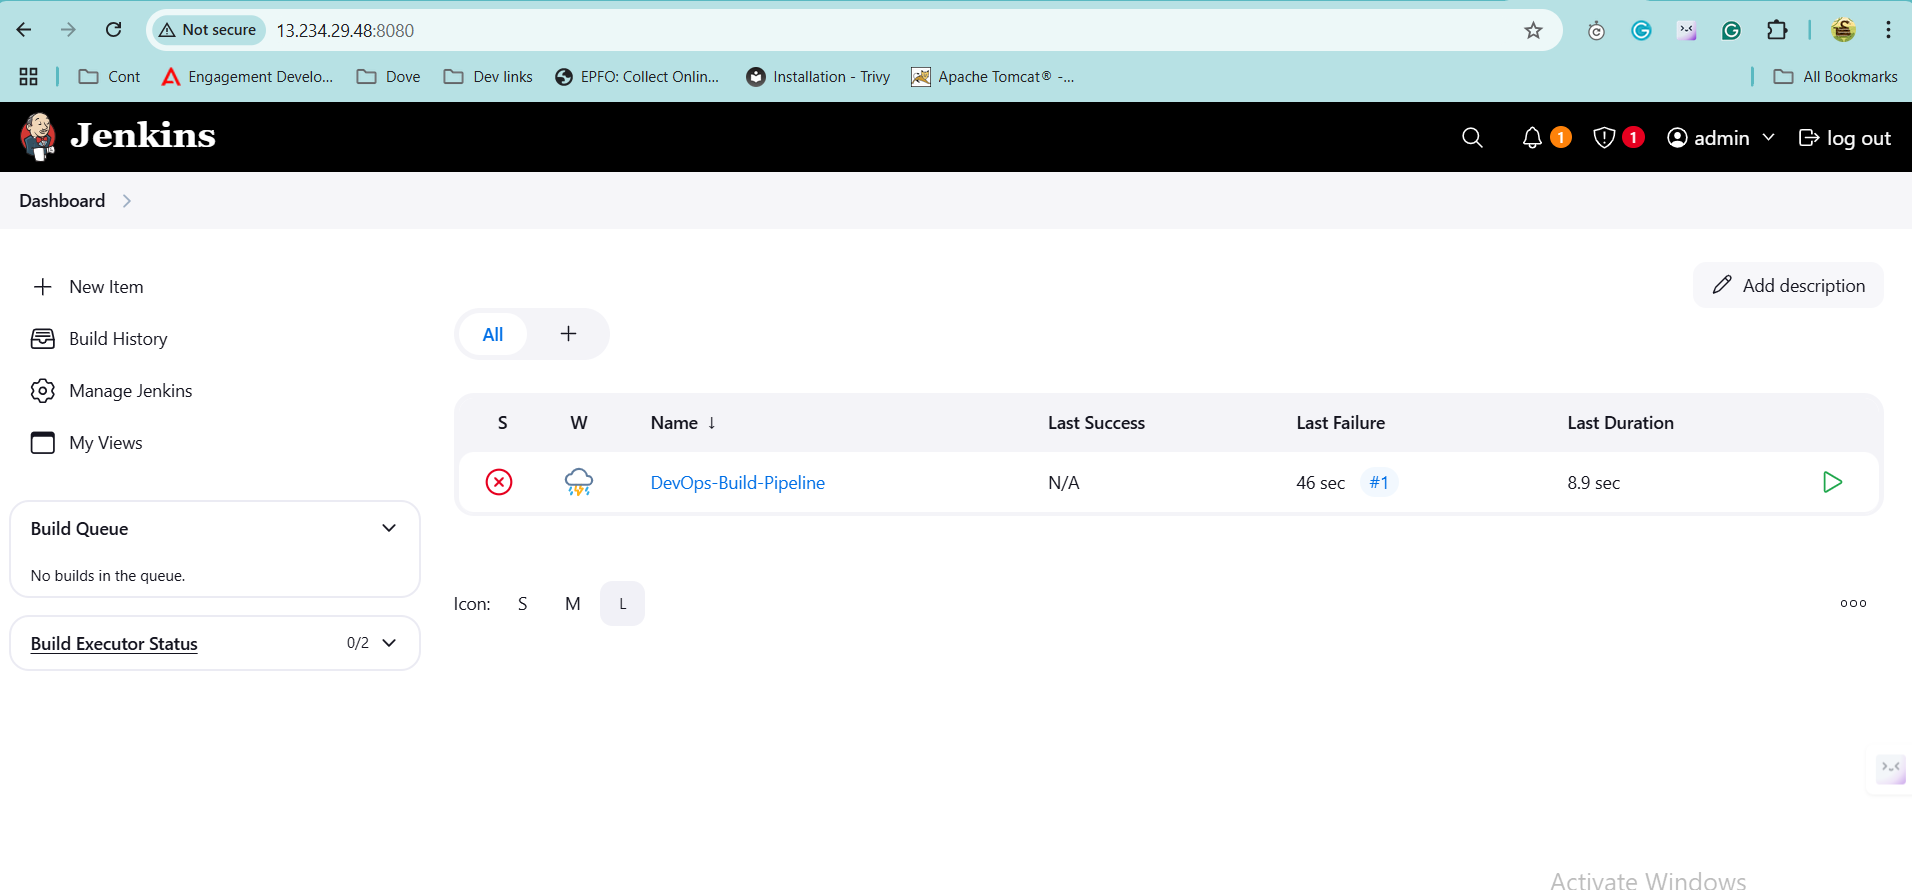 Not secure 13.234.29.48:8080
Cont Engagement Develo... Dove Dev links EPFO: Collect Onlin... Installation - Trivy Apache Tomcat® -... All Bookmarks
Jenkins 1 1 admin log out
Dashboard
New Item
Add description
Build History
All +
Manage Jenkins
My Views
S W Name ↓ Last Success Last Failure Last Duration
DevOps-Build-Pipeline N/A 46 sec #1 8.9 sec
Build Queue
No builds in the queue.
Icon: S M L
Build Executor Status 0/2
Activate Windows